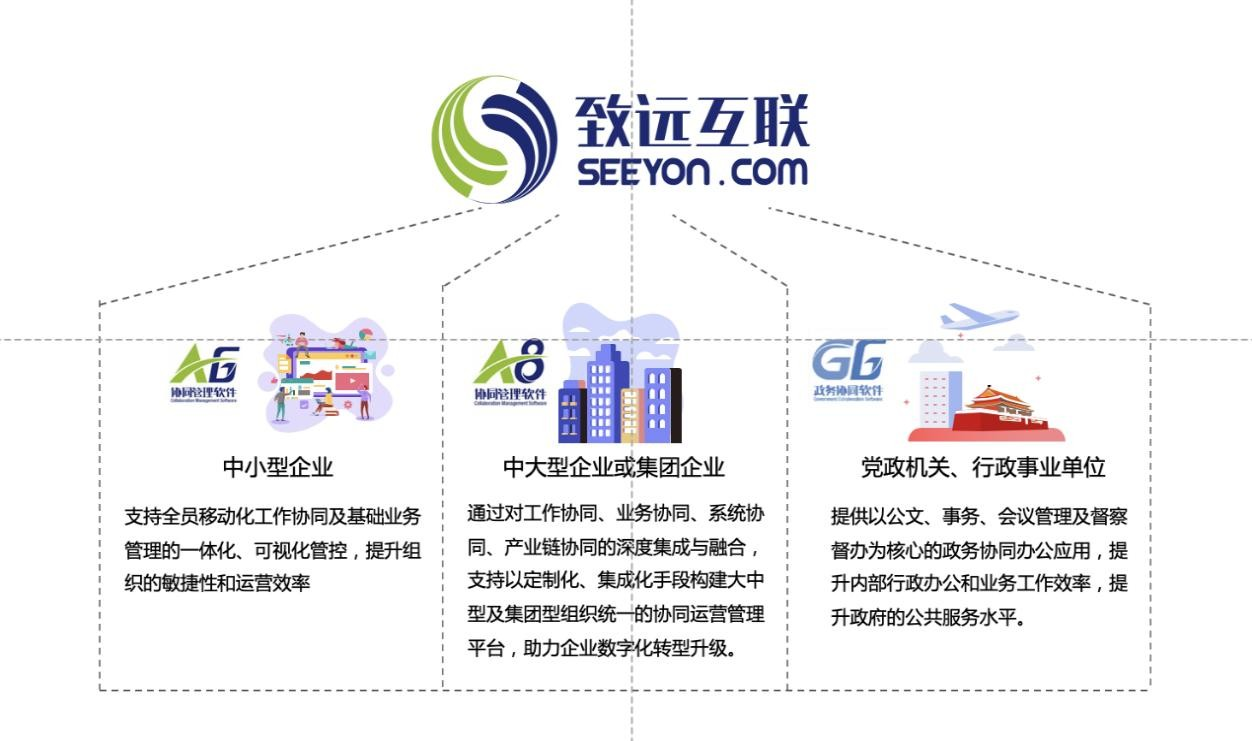 致远互联
SEEYON.COM
A6
协同管理软件
Collaboration Management Software
中小型企业
支持全员移动化工作协同及基础业务
管理的一体化、可视化管控，提升组
织的敏捷性和运营效率
A8
协同管理软件
Collaboration Management Software
中大型企业或集团企业
通过对工作协同、业务协同、系统协
同、产业链协同的深度集成与融合，
支持以定制化、集成化手段构建大中
型及集团型组织统一的协同运营管理
平台，助力企业数字化转型升级。
G6
政务协同软件
Government Collaboration Software
党政机关、行政事业单位
提供以公文、事务、会议管理及督察
督办为核心的政务协同办公应用，提
升内部行政办公和业务工作效率，提
升政府的公共服务水平。